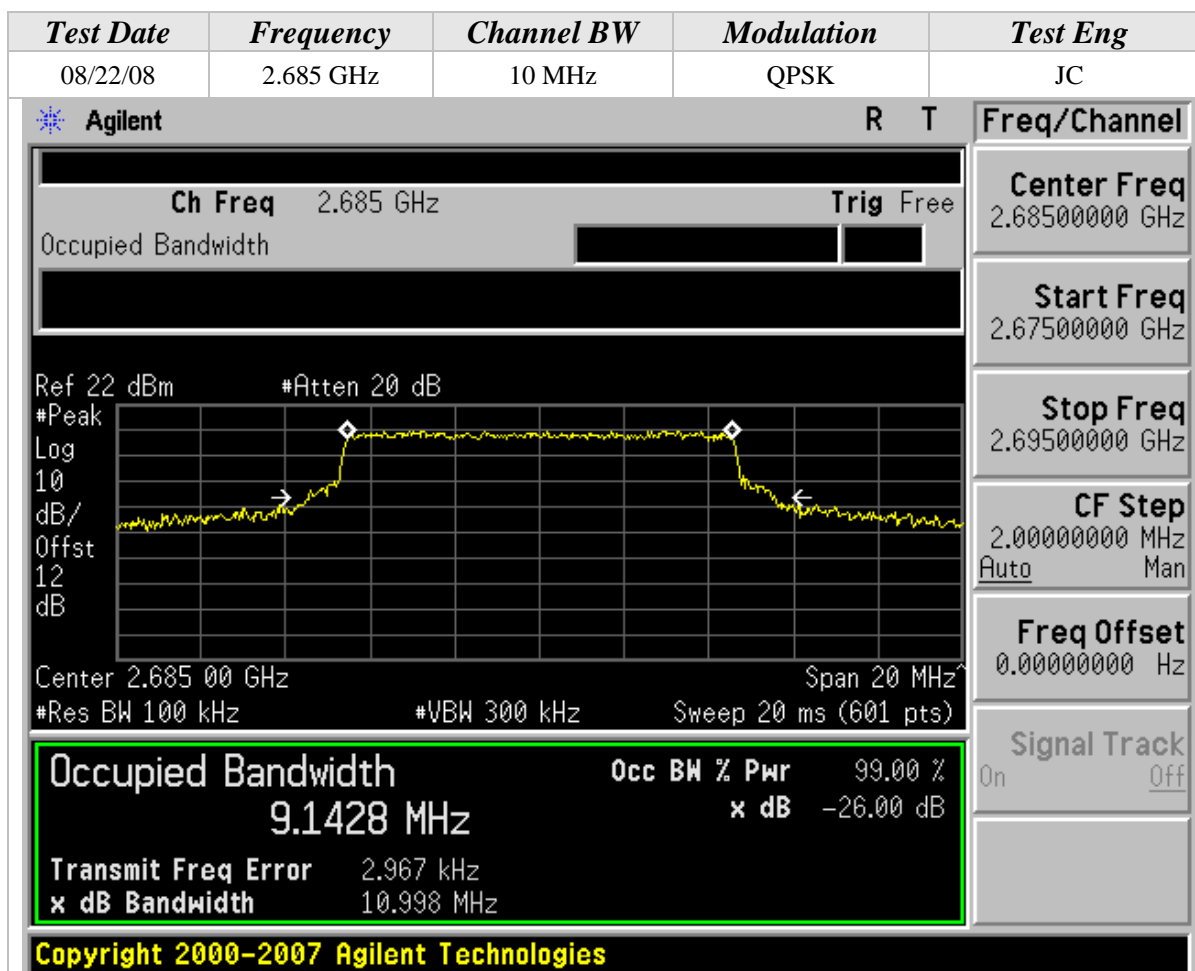 Test Date Frequency Channel BW Modulation Test Eng
08/22/08 2.685 GHz 10 MHz QPSK JC
Agilent R T Freq/Channel
Ch Freq 2.685 GHz Trig Free
Occupied Bandwidth
Center Freq
2.68500000 GHz
Start Freq
2.67500000 GHz
Stop Freq
2.69500000 GHz
CF Step
2.00000000 MHz
Auto Man
Freq Offset
0.00000000 Hz
Signal Track
On Off
Ref 22 dBm #Atten 20 dB
#Peak
Log
10
dB/
Offst
12
dB
Center 2.685 00 GHz Span 20 MHz^
#Res BW 100 kHz #VBW 300 kHz Sweep 20 ms (601 pts)
Occupied Bandwidth Occ BW % Pwr 99.00 %
9.1428 MHz x dB -26.00 dB
Transmit Freq Error 2.967 kHz
x dB Bandwidth 10.998 MHz
Copyright 2000-2007 Agilent Technologies